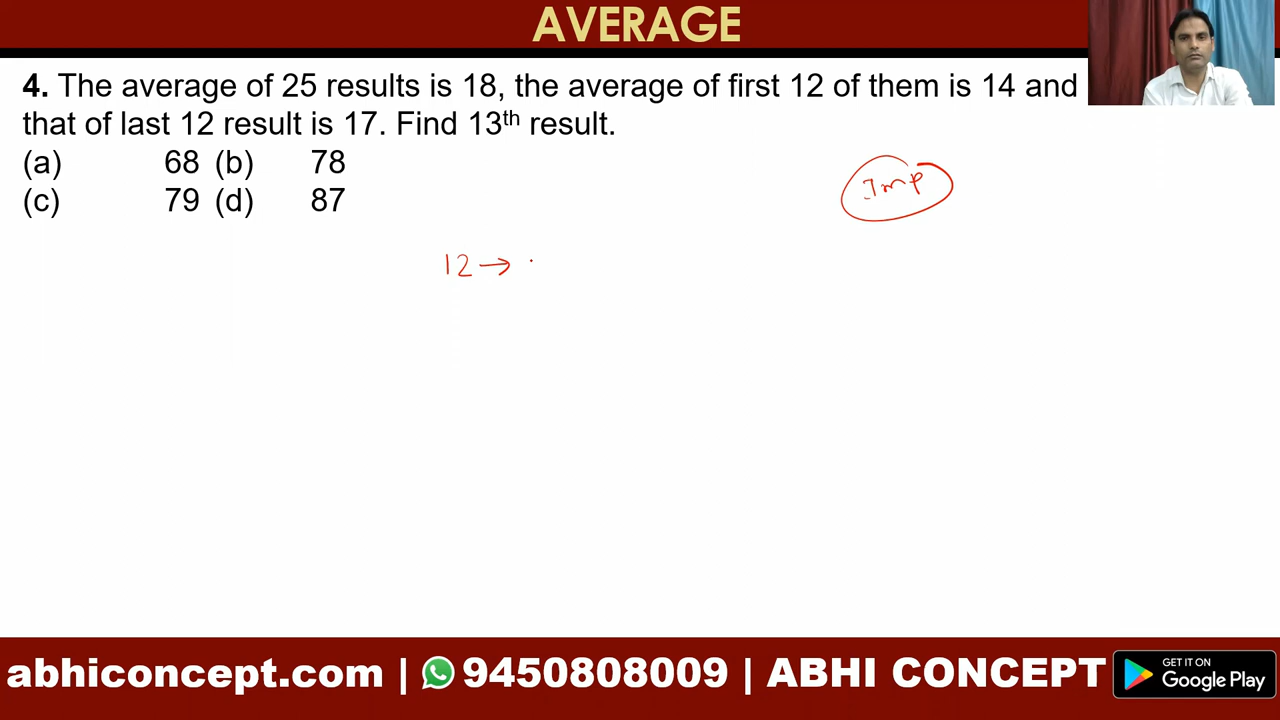 AVERAGE
4. The average of 25 results is 18, the average of first 12 of them is 14 and
that of last 12 result is 17. Find 13th result.
(a) 68 (b) 78
(c) 79 (d) 87
Imp
12 →
abhiconcept.com | 9450808009 | ABHI CONCEPT
GET IT ON
Google Play